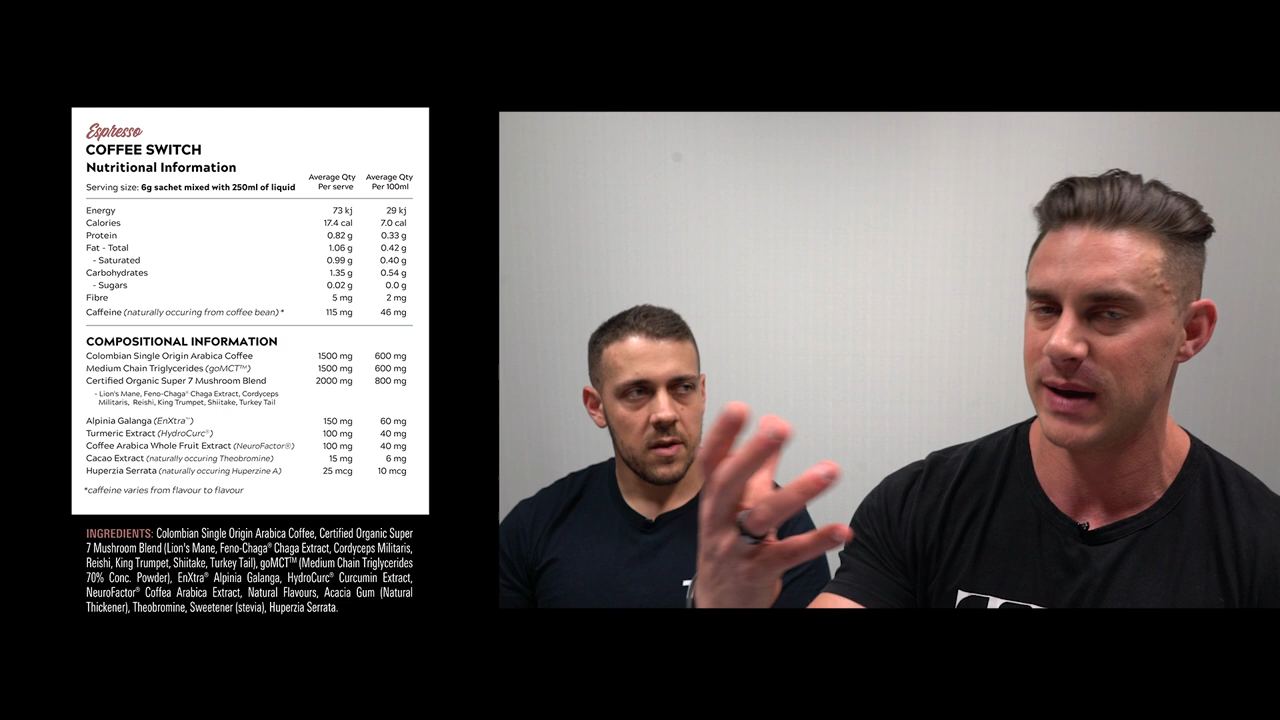 Espresso
COFFEE SWITCH
Nutritional Information
Average Qty Average Qty
Per serve Per 100ml
Serving size: 6g sachet mixed with 250ml of liquid
Energy 73 kj 29 kj
Calories 17.4 cal 7.0 cal
Protein 0.82 g 0.33 g
Fat - Total 1.06 g 0.42 g
- Saturated 0.99 g 0.40 g
Carbohydrates 1.35 g 0.54 g
- Sugars 0.02 g 0.0 g
Fibre 5 mg 2 mg
Caffeine (naturally occuring from coffee bean)* 115 mg 46 mg
COMPOSITIONAL INFORMATION
Colombian Single Origin Arabica Coffee 1500 mg 600 mg
Medium Chain Triglycerides (goMCT™) 1500 mg 600 mg
Certified Organic Super 7 Mushroom Blend 2000 mg 800 mg
- Lion's Mane, Feno-Chaga® Chaga Extract, Cordyceps
Militaris, Reishi, King Trumpet, Shiitake, Turkey Tail
Alpinia Galanga (EnXtra™) 150 mg 60 mg
Turmeric Extract (HydroCurc®) 100 mg 40 mg
Coffee Arabica Whole Fruit Extract (NeuroFactor®) 100 mg 40 mg
Cacao Extract (naturally occuring Theobromine) 15 mg 6 mg
Huperzia Serrata (naturally occuring Huperzine A) 25 mcg 10 mcg
*caffeine varies from flavour to flavour
INGREDIENTS: Colombian Single Origin Arabica Coffee, Certified Organic Super
7 Mushroom Blend (Lion's Mane, Feno-Chaga® Chaga Extract, Cordyceps Militaris,
Reishi, King Trumpet, Shiitake, Turkey Tail), goMCT™ (Medium Chain Triglycerides
70% Conc. Powder), EnXtra® Alpinia Galanga, HydroCurc® Curcumin Extract,
NeuroFactor® Coffea Arabica Extract, Natural Flavours, Acacia Gum (Natural
Thickener), Theobromine, Sweetener (stevia), Huperzia Serrata.